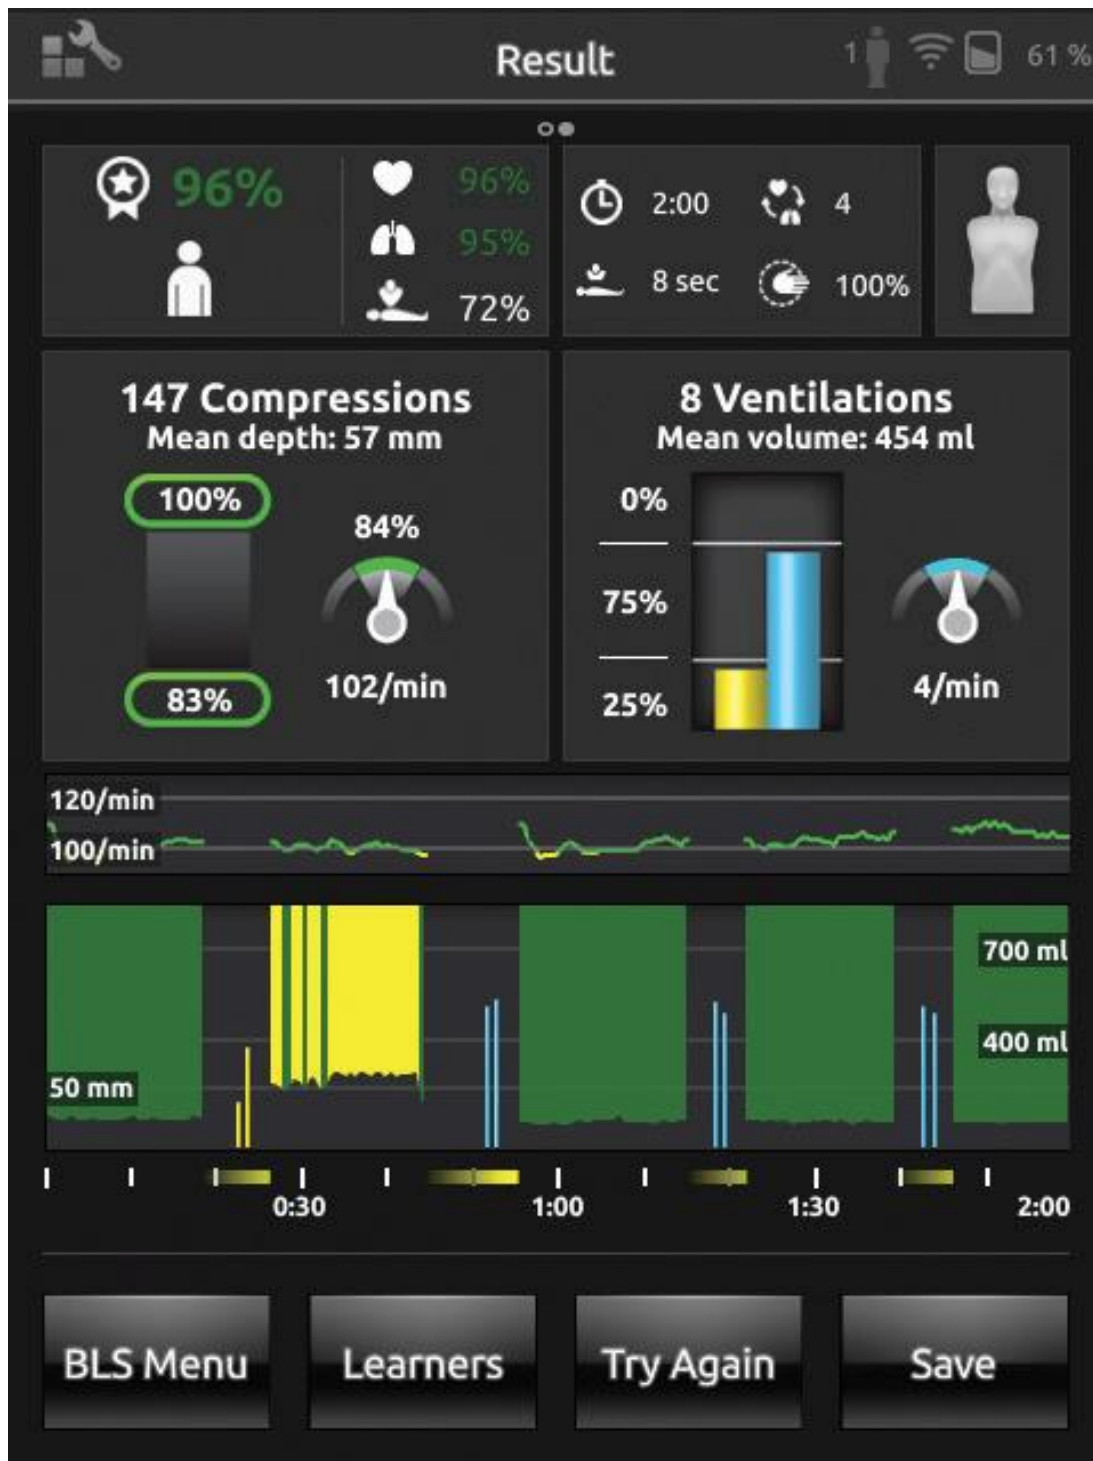 Result
1
61 %
96%
96%
95%
72%
2:00
4
8 sec
100%
147 Compressions
Mean depth: 57 mm
100%
84%
83%
102/min
8 Ventilations
Mean volume: 454 ml
0%
75%
25%
4/min
120/min
100/min
700 ml
400 ml
50 mm
0:30 1:00 1:30 2:00
BLS Menu
Learners
Try Again
Save